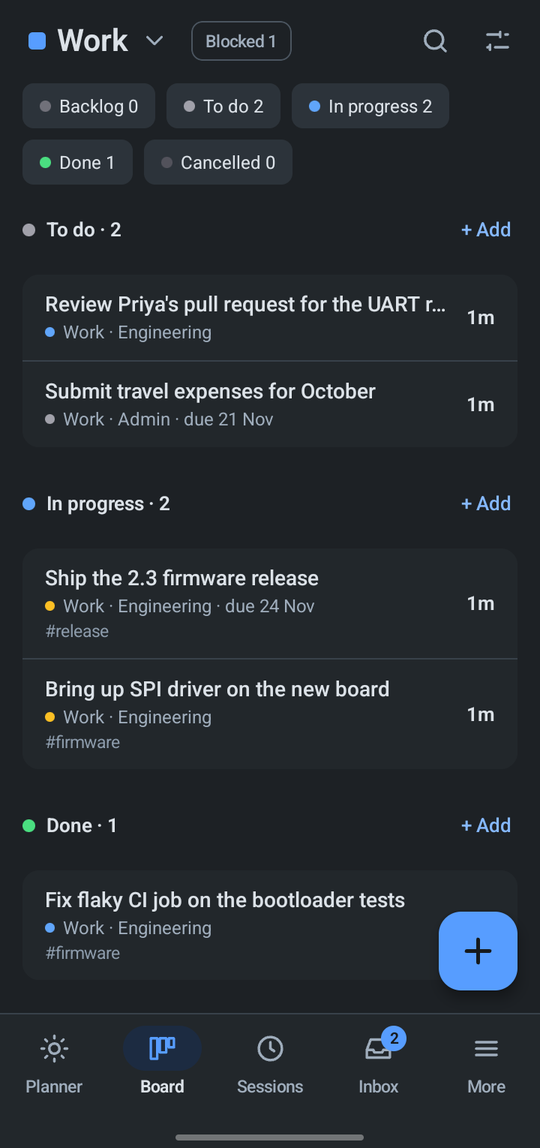 Work
Blocked 1
Backlog 0
To do 2
In progress 2
Done 1
Cancelled 0
To do · 2
+ Add
Review Priya's pull request for the UART r…
Work · Engineering
1m
Submit travel expenses for October
Work · Admin · due 21 Nov
1m
In progress · 2
+ Add
Ship the 2.3 firmware release
Work · Engineering · due 24 Nov
#release
1m
Bring up SPI driver on the new board
Work · Engineering
#firmware
1m
Done · 1
+ Add
Fix flaky CI job on the bootloader tests
Work · Engineering
#firmware
2
Planner
Board
Sessions
Inbox
More